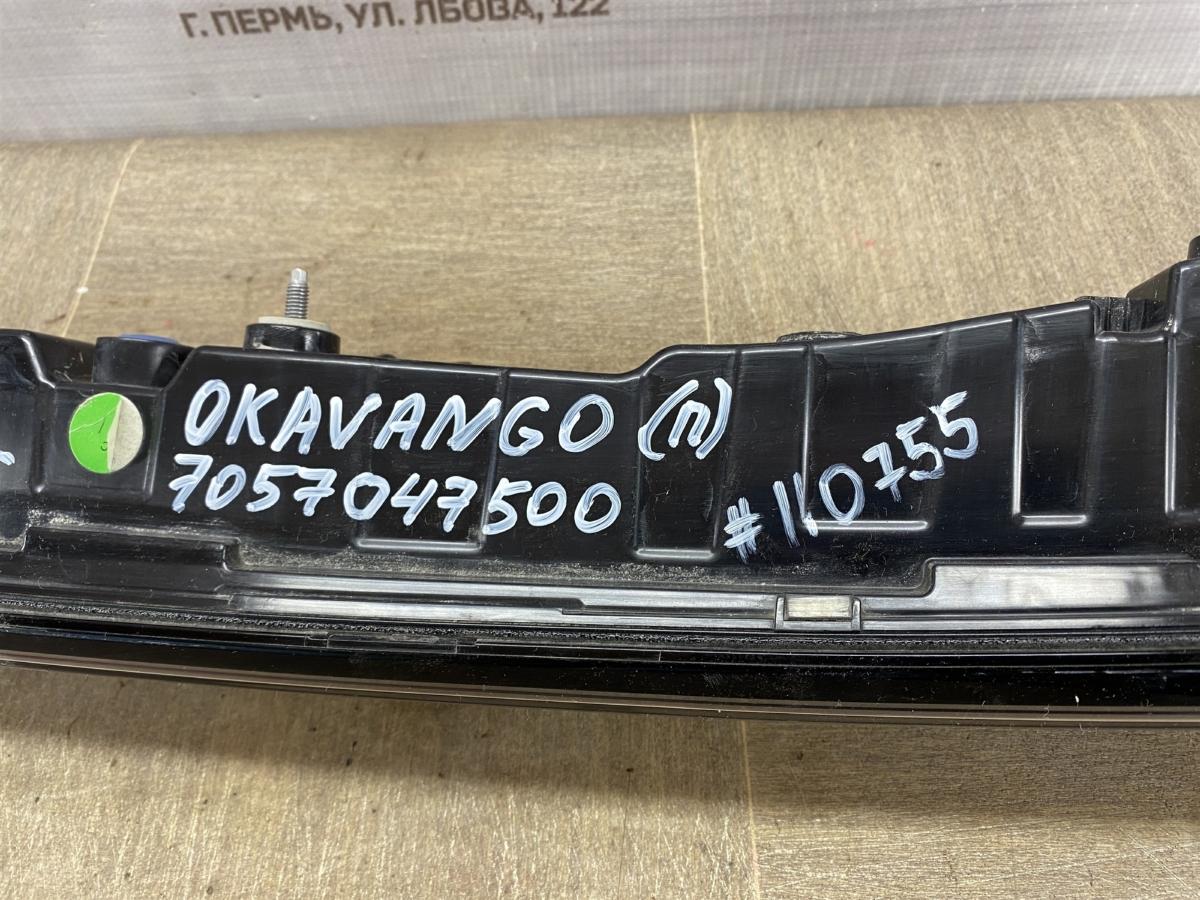 Г. ПЕРМЬ, УЛ. ЛБОВА, 122
OKAVANGO (П)
7057047500
#110755